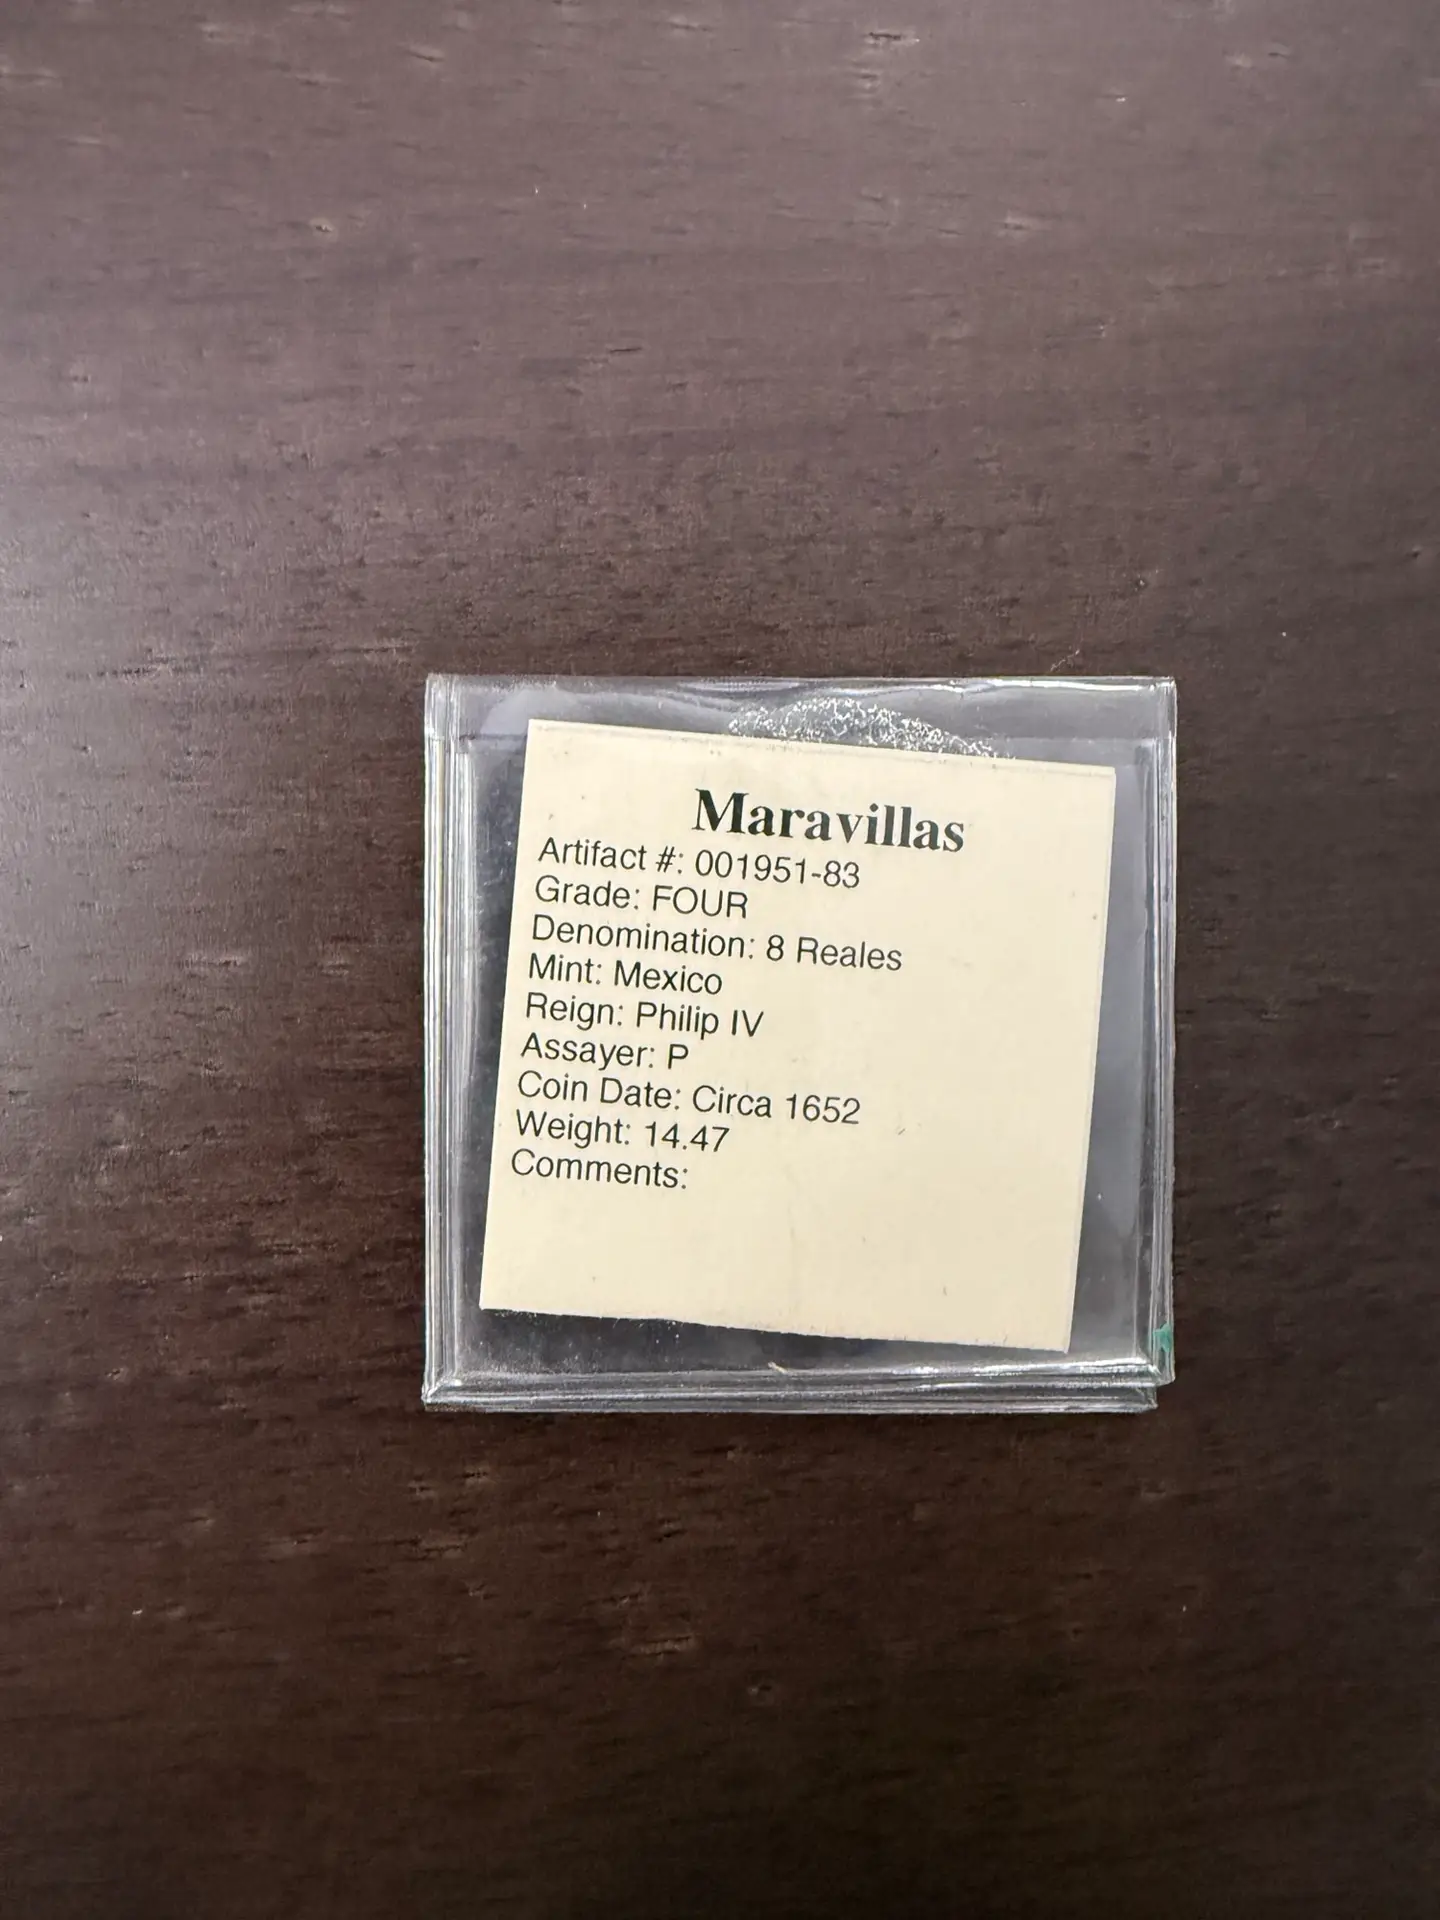 Maravillas
Artifact #: 001951-83
Grade: FOUR
Denomination: 8 Reales
Mint: Mexico
Reign: Philip IV
Assayer: P
Coin Date: Circa 1652
Weight: 14.47
Comments: